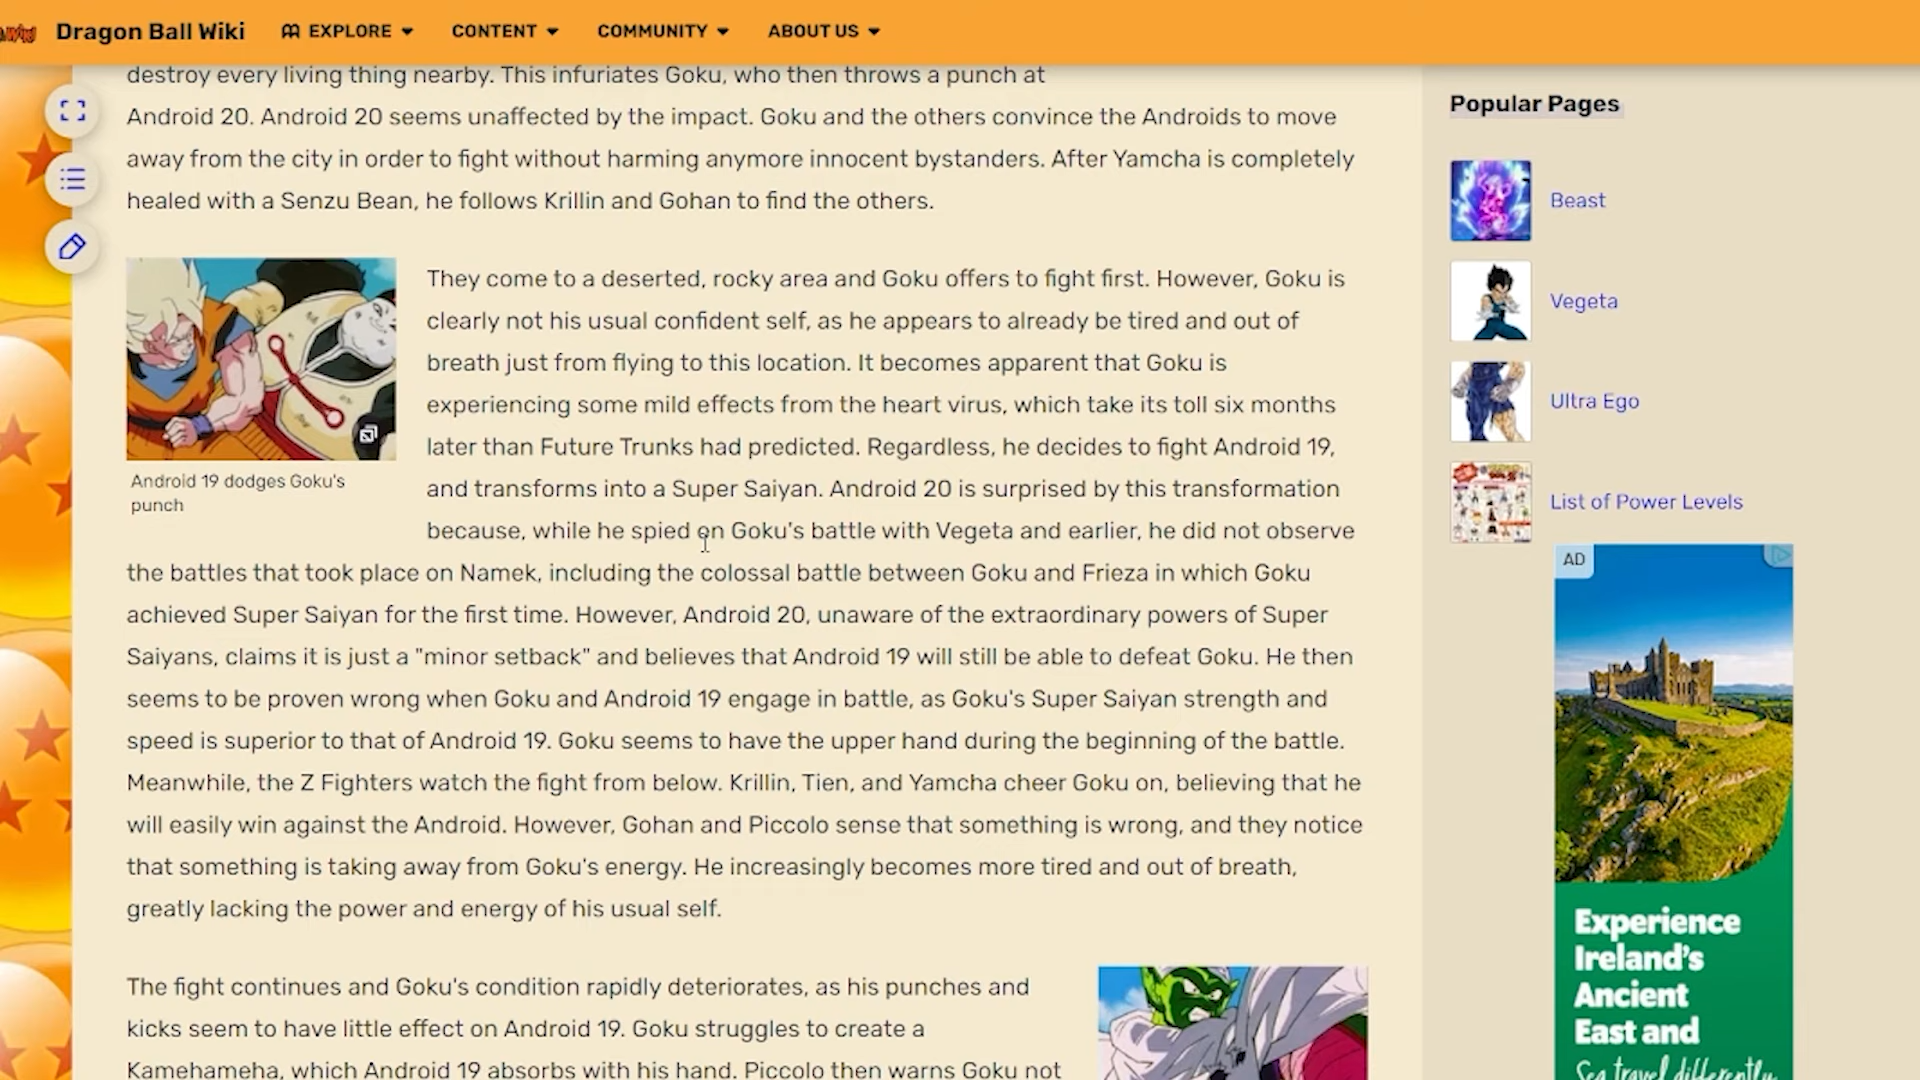 Dragon Ball Wiki
EXPLORE
CONTENT
COMMUNITY
ABOUT US
destroy every living thing nearby. This infuriates Goku, who then throws a punch at
Android 20. Android 20 seems unaffected by the impact. Goku and the others convince the Androids to move
away from the city in order to fight without harming anymore innocent bystanders. After Yamcha is completely
healed with a Senzu Bean, he follows Krillin and Gohan to find the others.
Android 19 dodges Goku's
punch
They come to a deserted, rocky area and Goku offers to fight first. However, Goku is
clearly not his usual confident self, as he appears to already be tired and out of
breath just from flying to this location. It becomes apparent that Goku is
experiencing some mild effects from the heart virus, which take its toll six months
later than Future Trunks had predicted. Regardless, he decides to fight Android 19,
and transforms into a Super Saiyan. Android 20 is surprised by this transformation
because, while he spied on Goku's battle with Vegeta and earlier, he did not observe
the battles that took place on Namek, including the colossal battle between Goku and Frieza in which Goku
achieved Super Saiyan for the first time. However, Android 20, unaware of the extraordinary powers of Super
Saiyans, claims it is just a "minor setback" and believes that Android 19 will still be able to defeat Goku. He then
seems to be proven wrong when Goku and Android 19 engage in battle, as Goku's Super Saiyan strength and
speed is superior to that of Android 19. Goku seems to have the upper hand during the beginning of the battle.
Meanwhile, the Z Fighters watch the fight from below. Krillin, Tien, and Yamcha cheer Goku on, believing that he
will easily win against the Android. However, Gohan and Piccolo sense that something is wrong, and they notice
that something is taking away from Goku's energy. He increasingly becomes more tired and out of breath,
greatly lacking the power and energy of his usual self.
The fight continues and Goku's condition rapidly deteriorates, as his punches and
kicks seem to have little effect on Android 19. Goku struggles to create a
Kamehameha, which Android 19 absorbs with his hand. Piccolo then warns Goku not
Popular Pages
Beast
Vegeta
Ultra Ego
List of Power Levels
AD
Experience
Ireland's
Ancient
East and
Sea travel differently